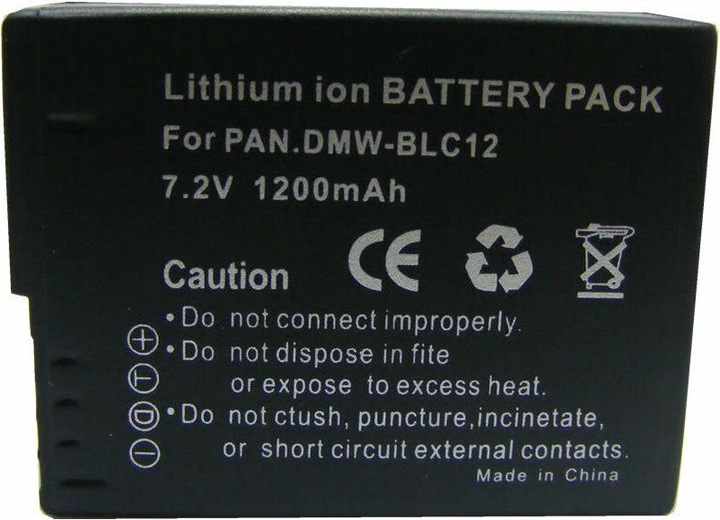 Lithium ion BATTERY PACK
For PAN.DMW-BLC12
7.2V 1200mAh
CE
Caution
•Do not connect improperly.
•Do not dispose in fite
or expose to excess heat.
•Do not ctush, puncture,incinetate,
or short circuit external contacts.
Made in China
+
T
D
−